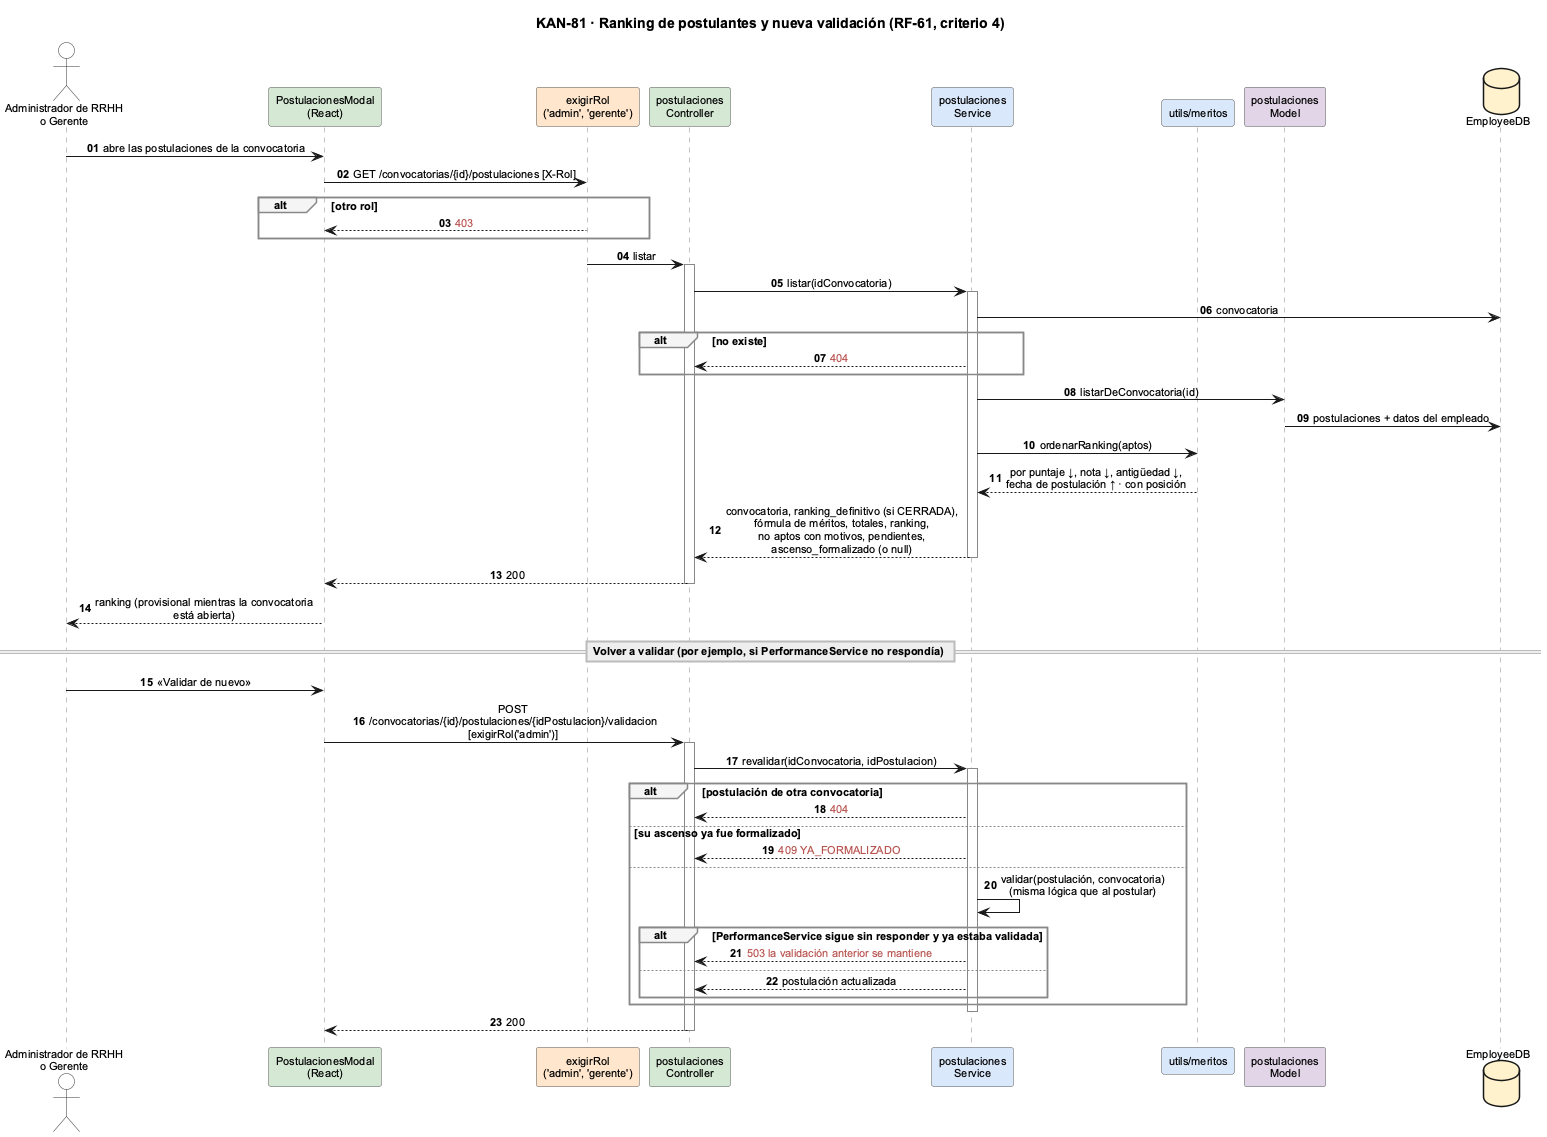 KAN-81 · Ranking de postulantes y nueva validación (RF-61, criterio 4)
Administrador de RRHH
o Gerente
PostulacionesModal
(React)
exigirRol
('admin', 'gerente')
postulaciones
Controller
postulaciones
Service
utils/meritos
postulaciones
Model
EmployeeDB
01 abre las postulaciones de la convocatoria
02 GET /convocatorias/{id}/postulaciones [X-Rol]
alt [otro rol]
03 403
04 listar
05 listar(idConvocatoria)
06 convocatoria
alt [no existe]
07 404
08 listarDeConvocatoria(id)
09 postulaciones + datos del empleado
10 ordenarRanking(aptos)
11 por puntaje ↓, nota ↓, antigüedad ↓,
fecha de postulación ↑ · con posición
convocatoria, ranking_definitivo (si CERRADA),
fórmula de méritos, totales, ranking,
12 no aptos con motivos, pendientes,
ascenso_formalizado (o null)
13 200
14 ranking (provisional mientras la convocatoria
está abierta)
Volver a validar (por ejemplo, si PerformanceService no respondía)
15 «Validar de nuevo»
POST
16 /convocatorias/{id}/postulaciones/{idPostulacion}/validacion
[exigirRol('admin')]
17 revalidar(idConvocatoria, idPostulacion)
alt [postulación de otra convocatoria]
18 404
[su ascenso ya fue formalizado]
19 409 YA_FORMALIZADO
20 validar(postulación, convocatoria)
(misma lógica que al postular)
alt [PerformanceService sigue sin responder y ya estaba validada]
21 503 la validación anterior se mantiene
22 postulación actualizada
23 200
Administrador de RRHH
o Gerente
PostulacionesModal
(React)
exigirRol
('admin', 'gerente')
postulaciones
Controller
postulaciones
Service
utils/meritos
postulaciones
Model
EmployeeDB